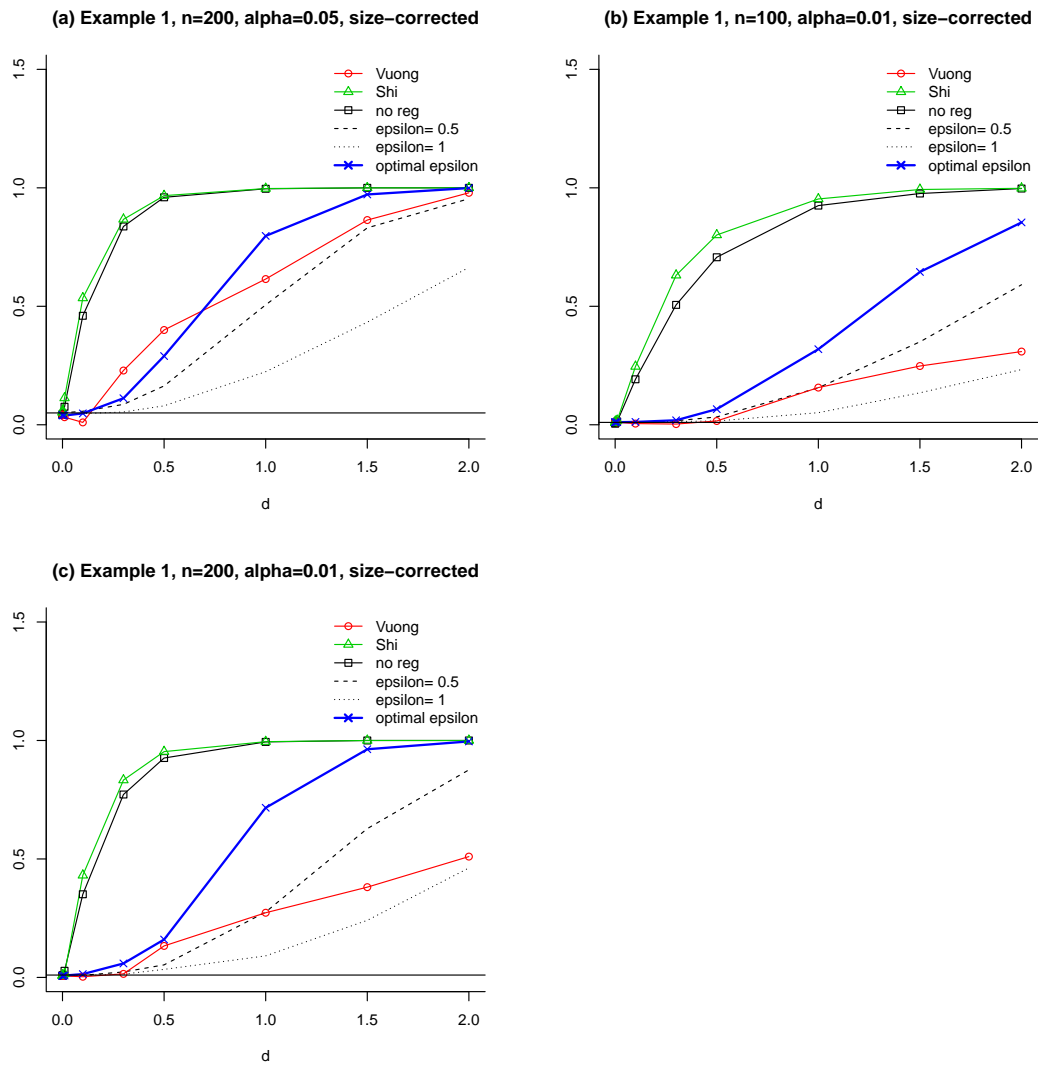 (a) Example 1, n=200, alpha=0.05, size−corrected
1.5
1.0
0.5
0.0
Vuong
Shi
no reg
epsilon= 0.5
epsilon= 1
optimal epsilon
0.0 0.5 1.0 1.5 2.0
d
(b) Example 1, n=100, alpha=0.01, size−corrected
1.5
1.0
0.5
0.0
Vuong
Shi
no reg
epsilon= 0.5
epsilon= 1
optimal epsilon
0.0 0.5 1.0 1.5 2.0
d
(c) Example 1, n=200, alpha=0.01, size−corrected
1.5
1.0
0.5
0.0
Vuong
Shi
no reg
epsilon= 0.5
epsilon= 1
optimal epsilon
0.0 0.5 1.0 1.5 2.0
d